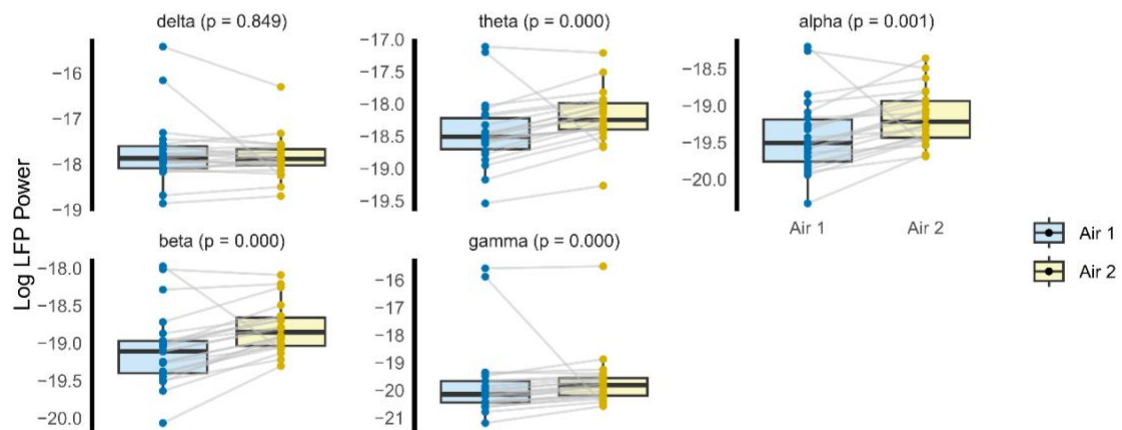 delta (p = 0.849)
theta (p = 0.000)
alpha (p = 0.001)
−16
−17
−18
−19
−17.0
−17.5
−18.0
−18.5
−19.0
−19.5
−18.5
−19.0
−19.5
−20.0
Air 1
Air 2
Log LFP Power
beta (p = 0.000)
gamma (p = 0.000)
−18.0
−18.5
−19.0
−19.5
−20.0
−16
−17
−18
−19
−20
−21
Air 1
Air 2